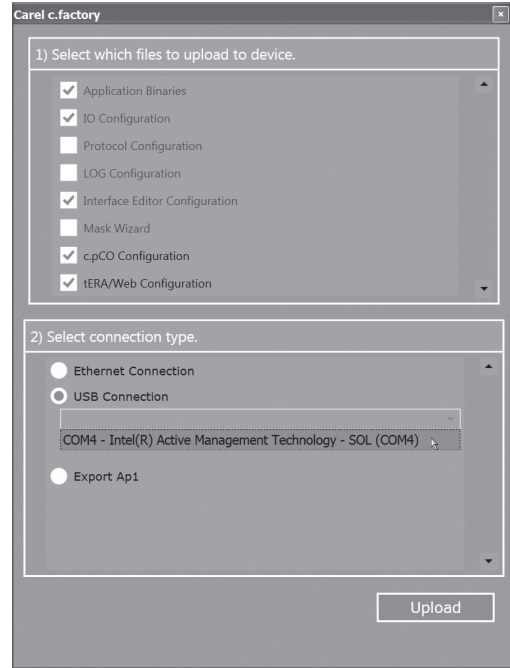 Carel c.factory
1) Select which files to upload to device.
Application Binaries
IO Configuration
Protocol Configuration
LOG Configuration
Interface Editor Configuration
Mask Wizard
c.pCO Configuration
tERA/Web Configuration
2) Select connection type.
Ethernet Connection
USB Connection
COM4 - Intel(R) Active Management Technology - SOL (COM4)
Export Ap1
Upload